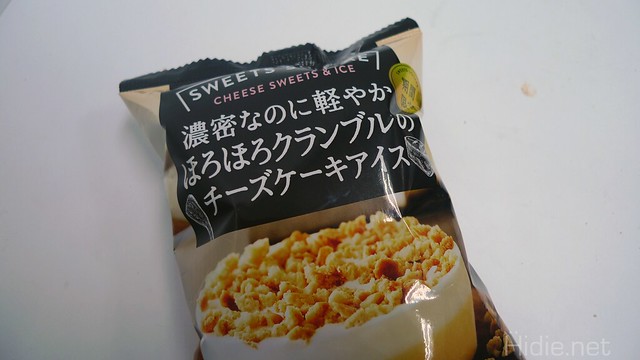 SWEETS
CHEESE SWEETS & ICE
濃密なのに軽やか
ほろほろクランブルの
チーズケーキアイス
Hidie.net